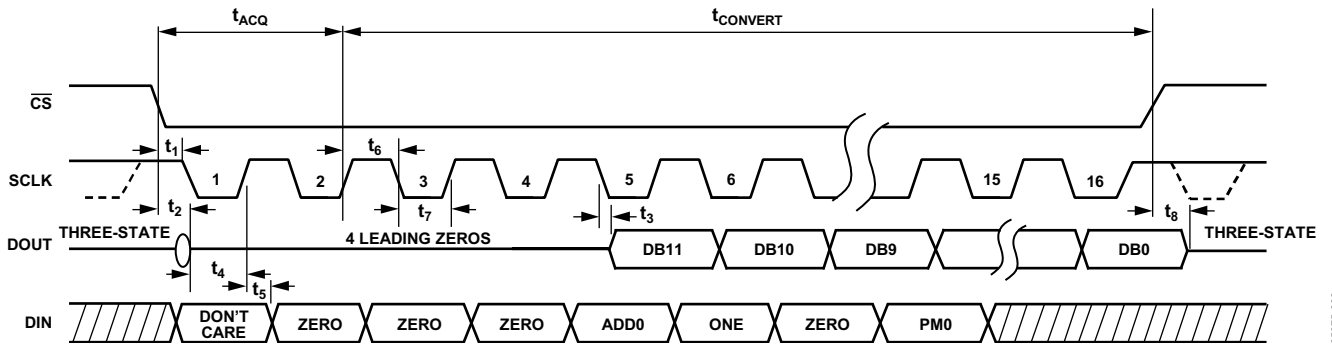 tACQ tCONVERT
CS
t1 t6
SCLK 1 2 3 4 5 6 15 16
t2 t7 t3 t8
THREE-STATE 4 LEADING ZEROS THREE-STATE
DOUT DB11 DB10 DB9 DB0
t4
t5
DIN DON'T CARE ZERO ZERO ZERO ADD0 ONE ZERO PM0